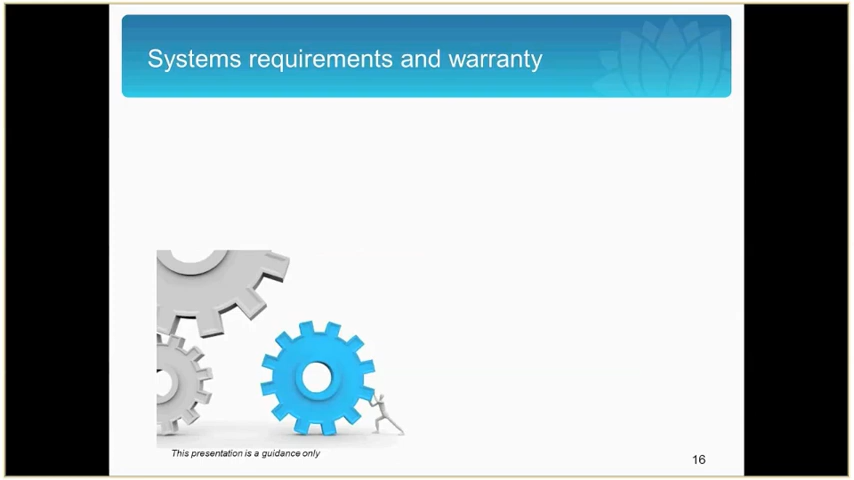 Systems requirements and warranty
This presentation is a guidance only
16